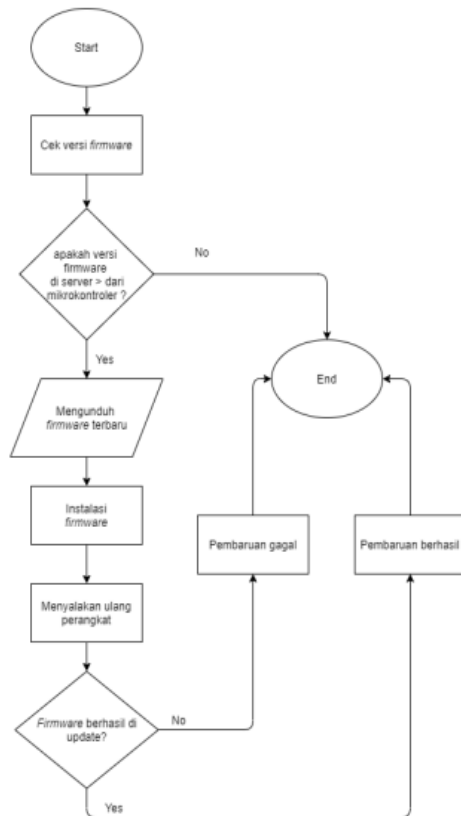 Start
Cek versi firmware
apakah versi
firmware
di server > dari
mikrokontroler ?
No
Yes
End
Mengunduh
firmware terbaru
Instalasi
firmware
Pembaruan gagal
Pembaruan berhasil
Menyalakan ulang
perangkat
Firmware berhasil di
update?
No
Yes